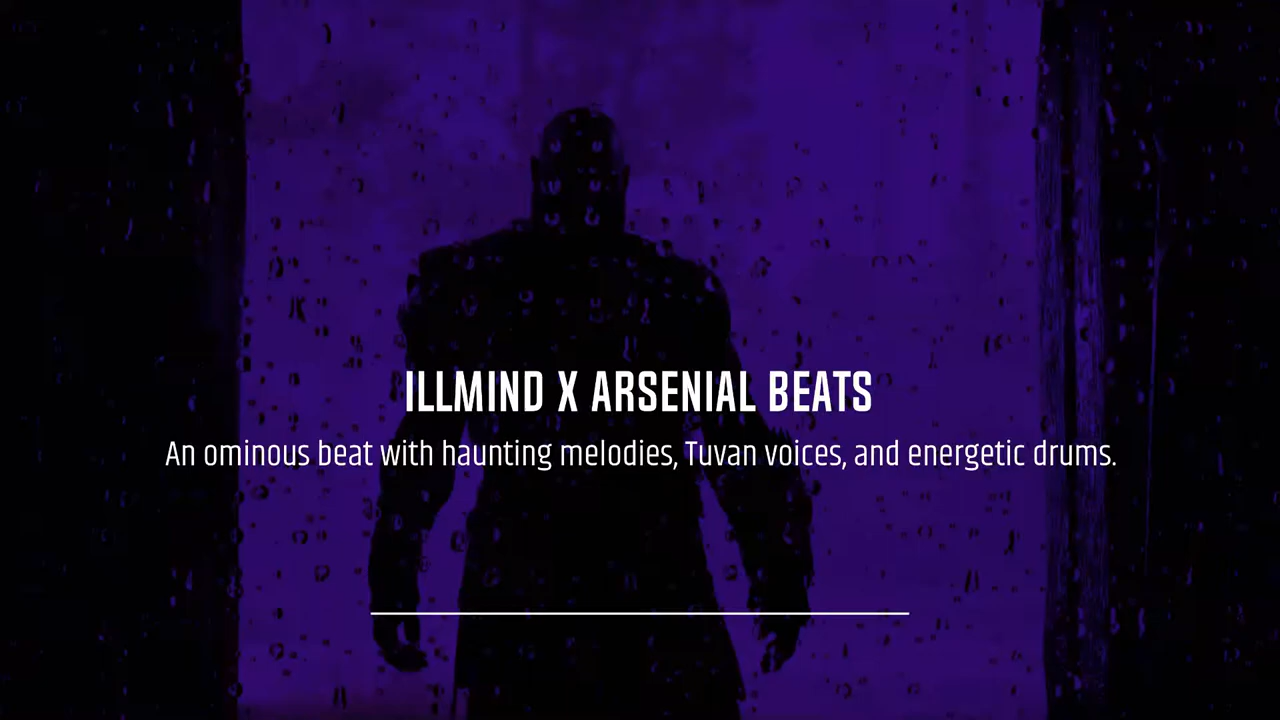 ILLMIND X ARSENIAL BEATS
An ominous beat with haunting melodies, Tuvan voices, and energetic drums.